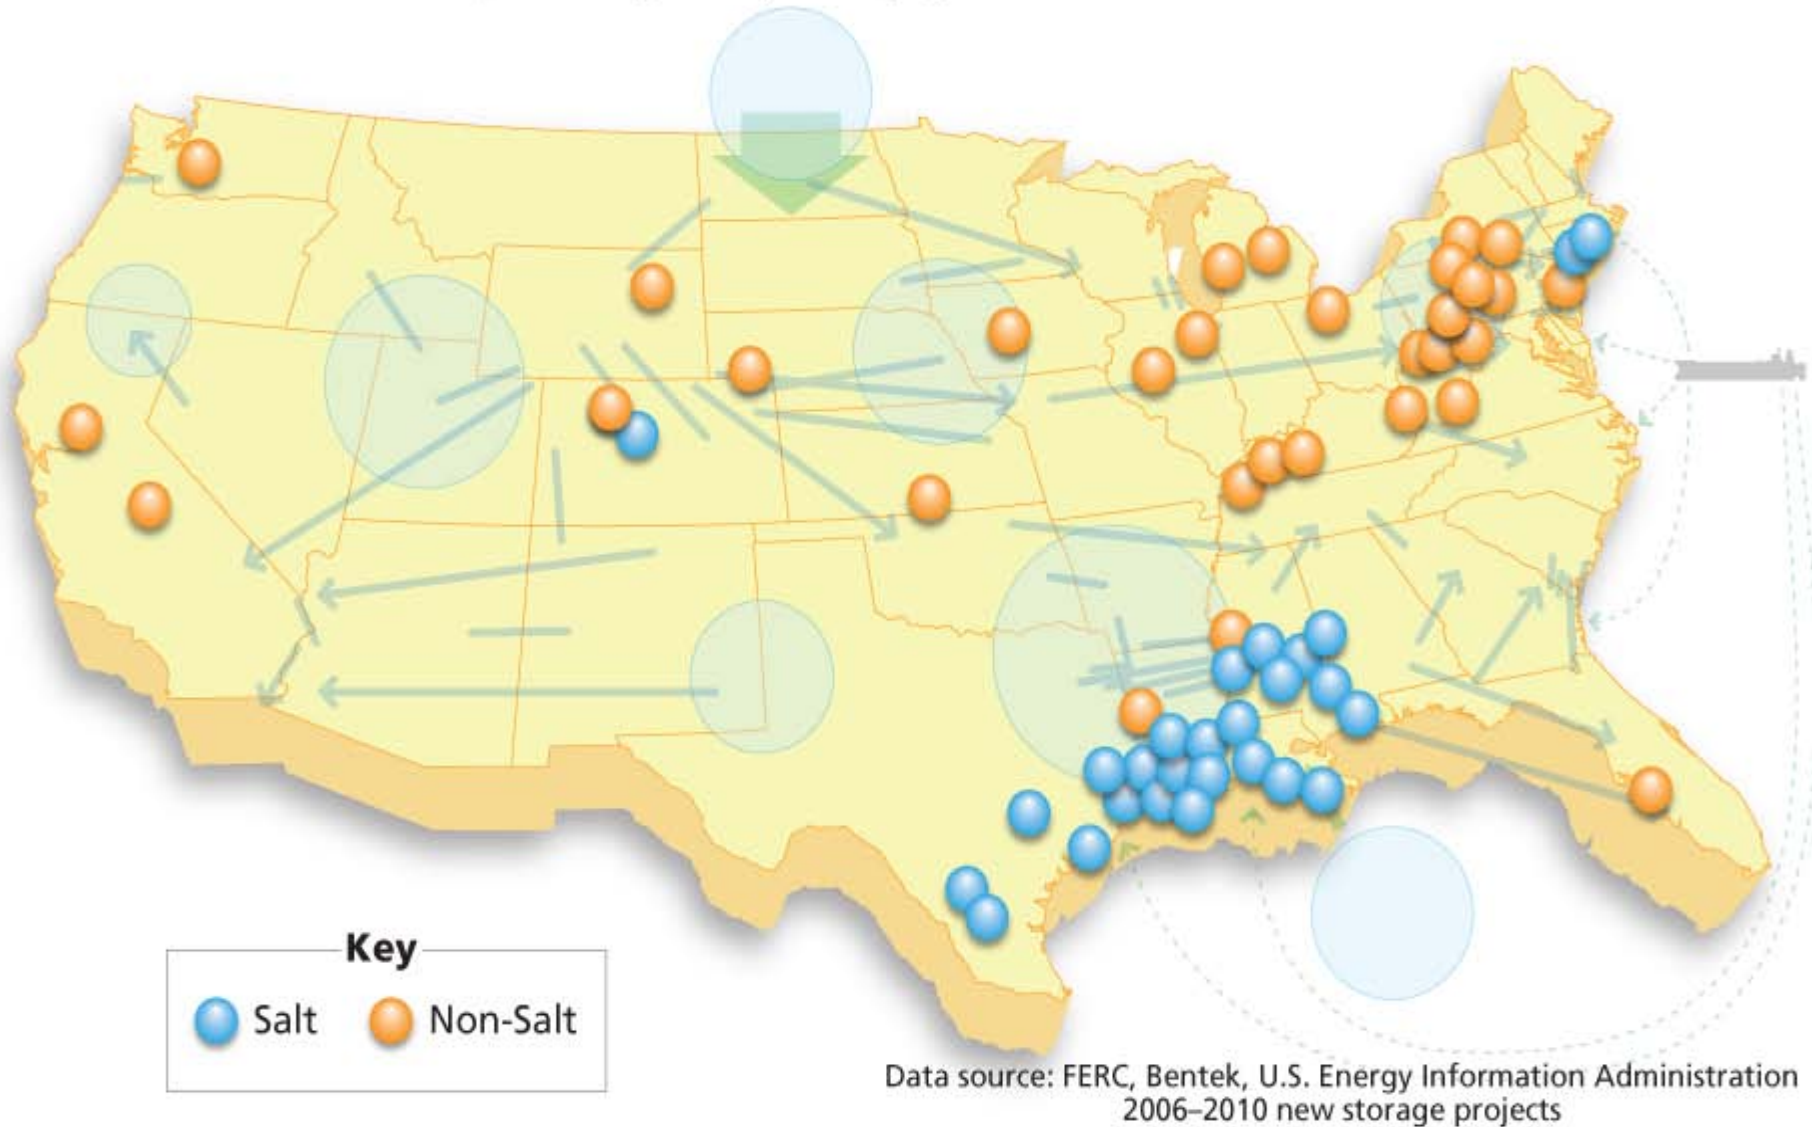 Key
Salt
Non-Salt
Data source: FERC, Bentek, U.S. Energy Information Administration
2006–2010 new storage projects